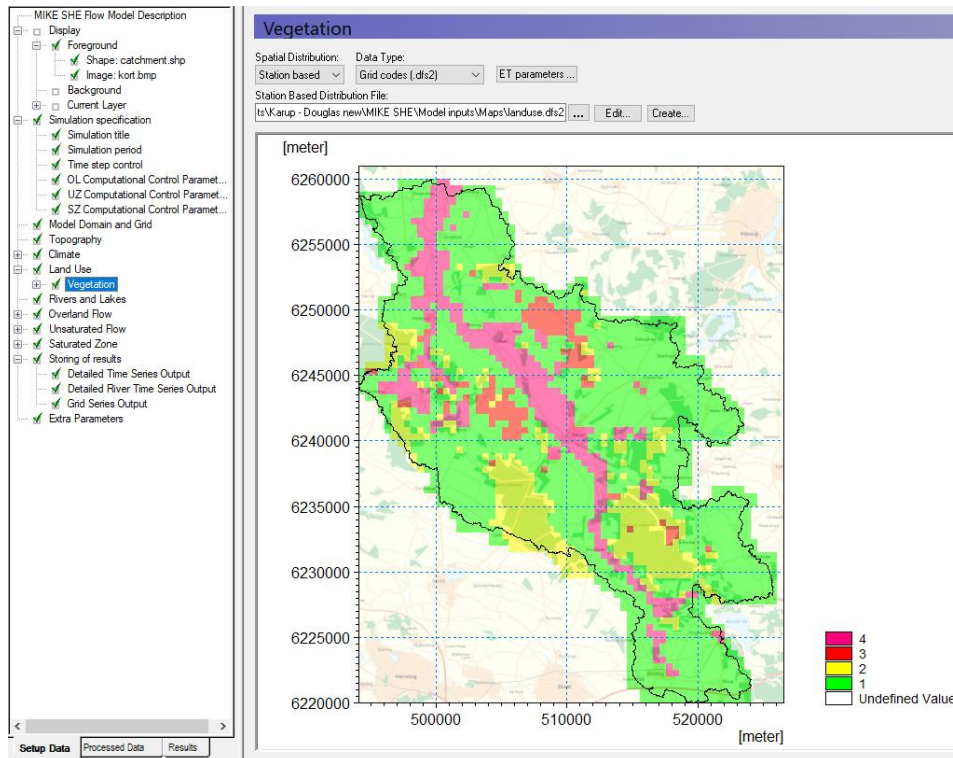 MIKE SHE Flow Model Description
Display
Foreground
Shape: catchment.shp
Image: kort.bmp
Background
Current Layer
Simulation specification
Simulation title
Simulation period
Time step control
OL Computational Control Paramet...
UZ Computational Control Paramet...
SZ Computational Control Paramet...
Model Domain and Grid
Topography
Climate
Land Use
Vegetation
Rivers and Lakes
Overland Flow
Unsaturated Flow
Saturated Zone
Storing of results
Detailed Time Series Output
Detailed River Time Series Output
Grid Series Output
Extra Parameters
Setup Data Processed Data Results
Vegetation
Spatial Distribution: Data Type:
Station based Grid codes (.dfs2) ET parameters ...
Station Based Distribution File:
ts\Karup - Douglas new\MIKE SHE\Model inputs\Maps\landuse.dfs2 ... Edit... Create...
[meter]
6260000
6255000
6250000
6245000
6240000
6235000
6230000
6225000
6220000
500000 510000 520000
[meter]
4
3
2
1
Undefined Value